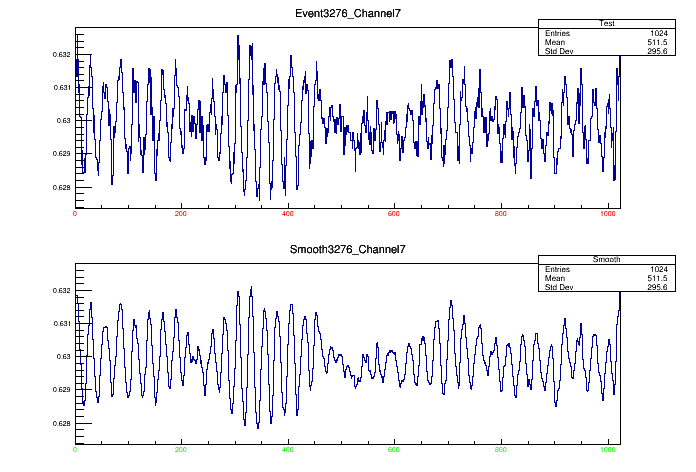 Event3276_Channel7
Test
Entries 1024
Mean 511.5
Std Dev 295.6
0.632
0.631
0.63
0.629
0.628
0 200 400 600 800 1000
Smooth3276_Channel7
Smooth
Entries 1024
Mean 511.5
Std Dev 295.6
0.632
0.631
0.63
0.629
0.628
0 200 400 600 800 1000